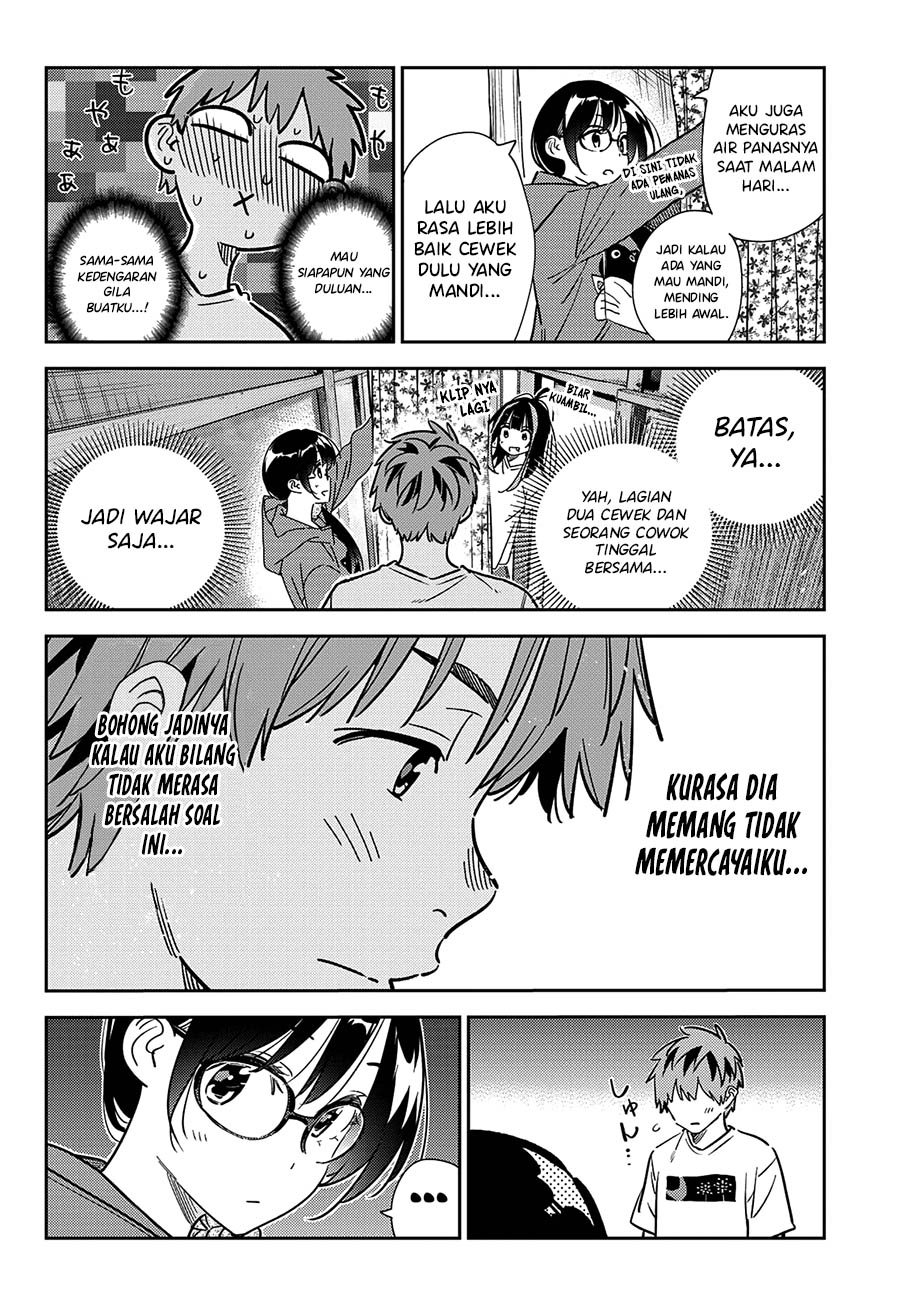 AKU JUGA
MENGURAS
AIR PANASNYA
SAAT MALAM
HARI...
DI SINI TIDAK
ADA PEMANAS
ULANG,
JADI KALAU
ADA YANG
MAU MANDI,
MENDING
LEBIH AWAL.
LALU AKU
RASA LEBIH
BAIK CEWEK
DULU YANG
MANDI...
もやぁ
ぁぁ
ぁ
MAU
SIAPAPUN YANG
DULUAN...
SAMA-SAMA
KEDENGARAN
GILA
BUATKU...!
BATAS,
YA...
BIAR
KUAMBIL...
KLIP NYA
LAGI
YAH, LAGIAN
DUA CEWEK DAN
SEORANG COWOK
TINGGAL
BERSAMA...
JADI WAJAR
SAJA...
KURASA DIA
MEMANG TIDAK
MEMERCAYAIKU...
BOHONG JADINYA
KALAU AKU BILANG
TIDAK MERASA
BERSALAH SOAL
INI...
しゅん…
...